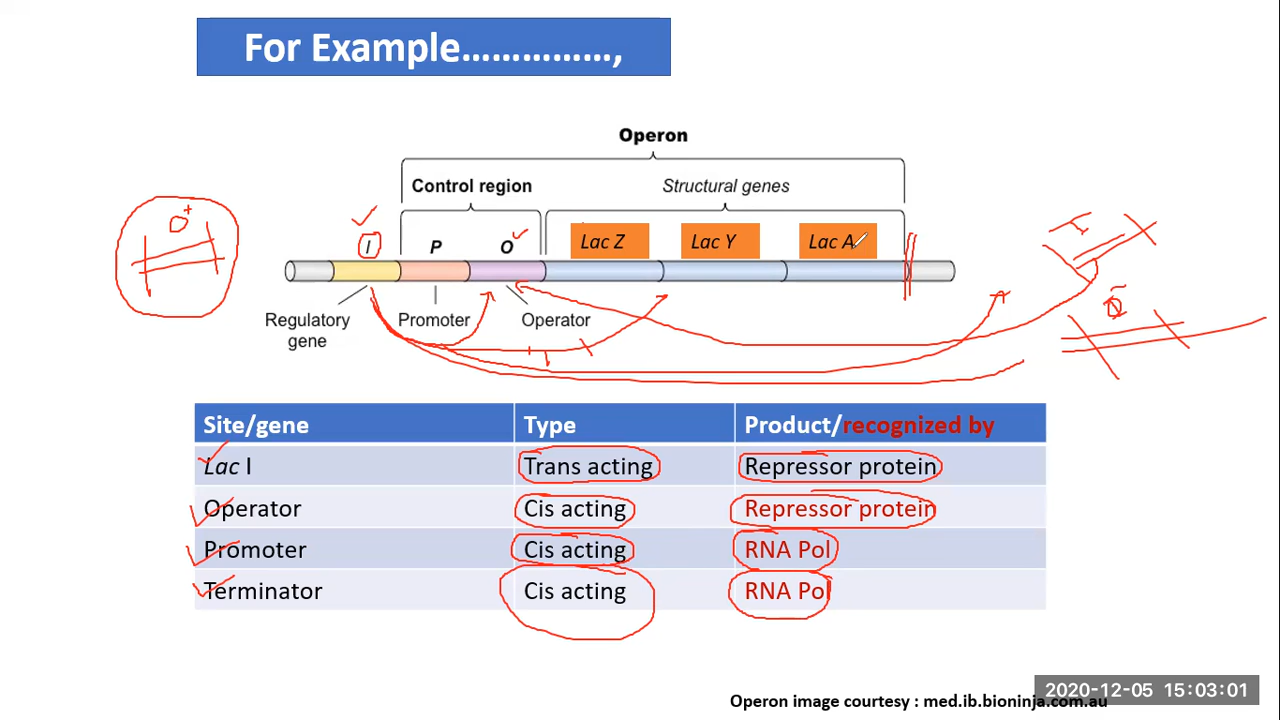 For Example...............,
Operon
Control region
Structural genes
O+
I
P
O
Lac Z
Lac Y
Lac A
I
Regulatory gene
Promoter
Operator
Site/gene Type Product/recognized by
Lac I Trans acting Repressor protein
Operator Cis acting Repressor protein
Promoter Cis acting RNA Pol
Terminator Cis acting RNA Pol
2020-12-05 15:03:01
Operon image courtesy : med.ib.bioninja.com.au